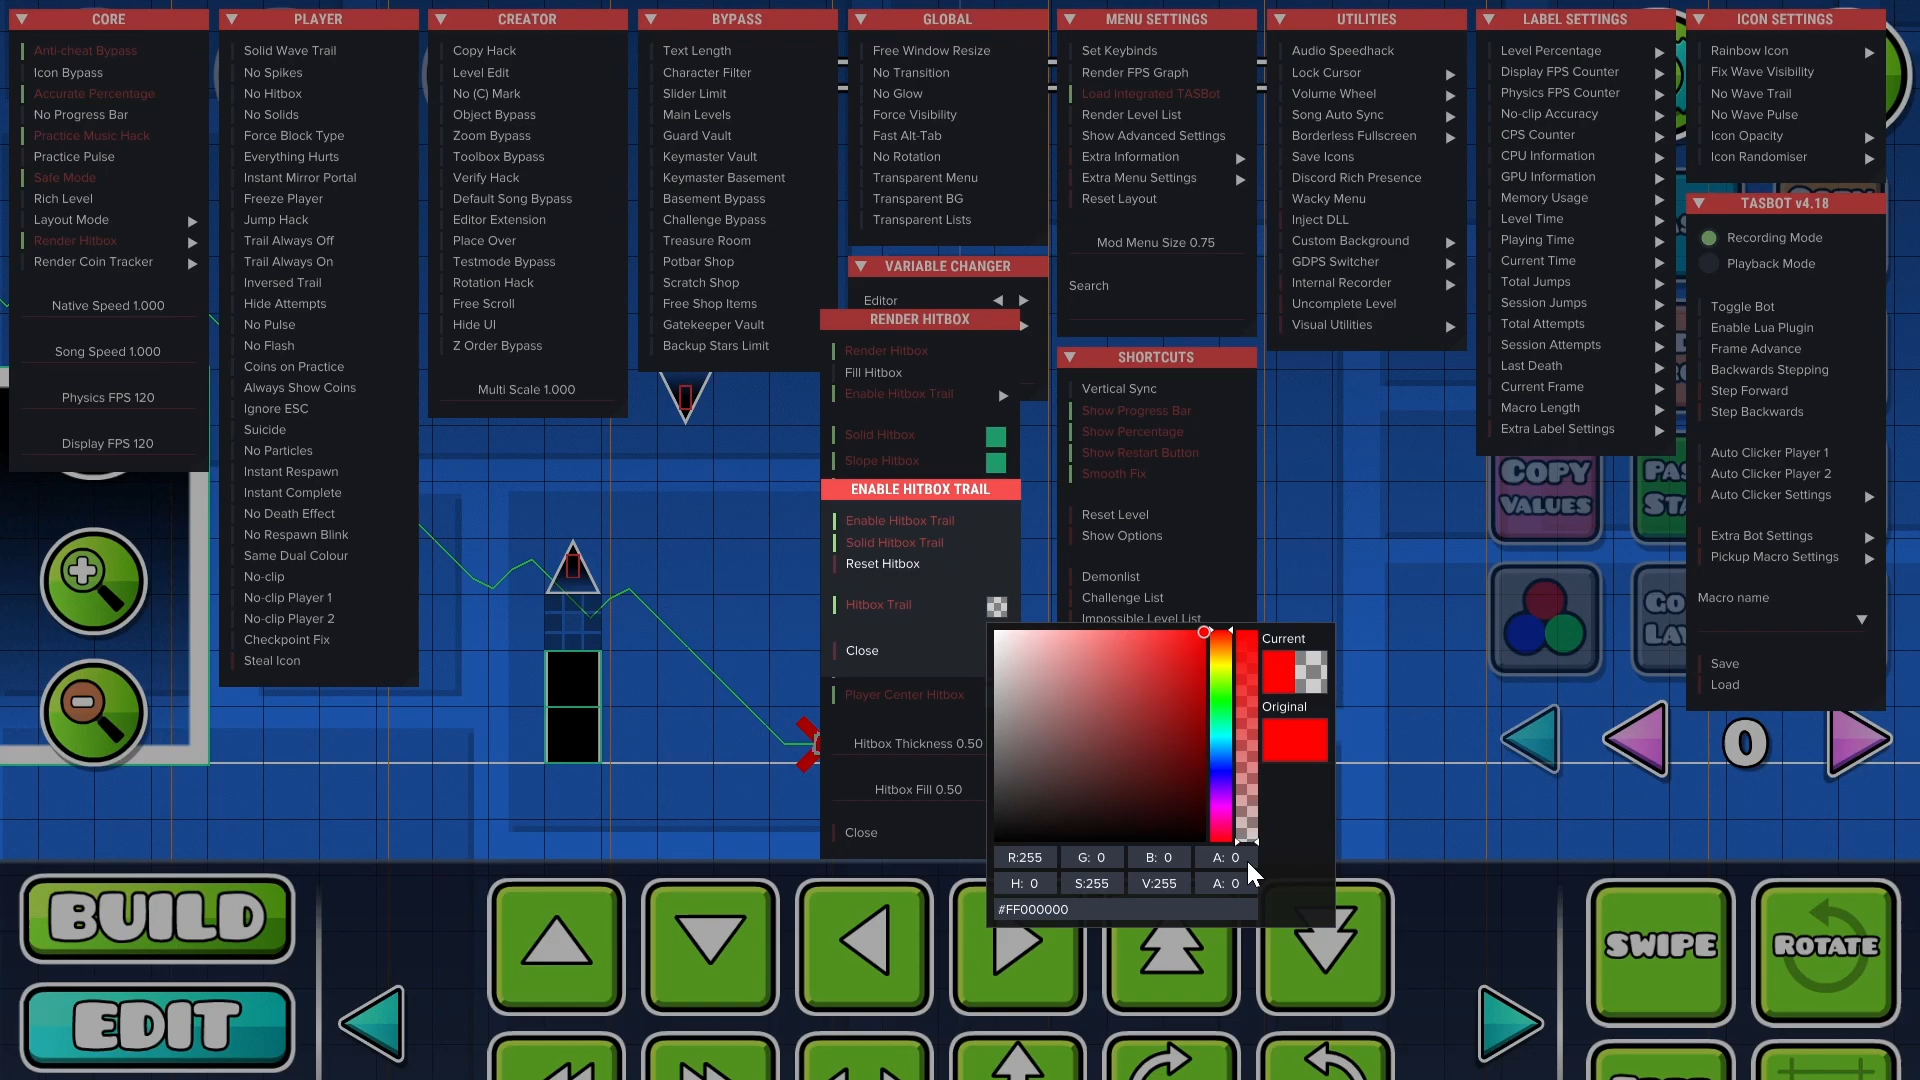 CORE
Anti-cheat Bypass
Icon Bypass
Accurate Percentage
No Progress Bar
Practice Music Hack
Practice Pulse
Safe Mode
Rich Level
Layout Mode
Render Hitbox
Render Coin Tracker
Native Speed 1.000
Song Speed 1.000
Physics FPS 120
Display FPS 120
PLAYER
Solid Wave Trail
No Spikes
No Hitbox
No Solids
Force Block Type
Everything Hurts
Instant Mirror Portal
Freeze Player
Jump Hack
Trail Always Off
Trail Always On
Inversed Trail
Hide Attempts
No Pulse
No Flash
Coins on Practice
Always Show Coins
Ignore ESC
Suicide
No Particles
Instant Respawn
Instant Complete
No Death Effect
No Respawn Blink
Same Dual Colour
No-clip
No-clip Player 1
No-clip Player 2
Checkpoint Fix
Steal Icon
CREATOR
Copy Hack
Level Edit
No (C) Mark
Object Bypass
Zoom Bypass
Toolbox Bypass
Verify Hack
Default Song Bypass
Editor Extension
Place Over
Testmode Bypass
Rotation Hack
Free Scroll
Hide UI
Z Order Bypass
Multi Scale 1.000
BYPASS
Text Length
Character Filter
Slider Limit
Main Levels
Guard Vault
Keymaster Vault
Keymaster Basement
Basement Bypass
Challenge Bypass
Treasure Room
Potbar Shop
Scratch Shop
Free Shop Items
Gatekeeper Vault
Backup Stars Limit
GLOBAL
Free Window Resize
No Transition
No Glow
Force Visibility
Fast Alt-Tab
No Rotation
Transparent Menu
Transparent BG
Transparent Lists
VARIABLE CHANGER
Editor
RENDER HITBOX
Render Hitbox
Fill Hitbox
Enable Hitbox Trail
Solid Hitbox
Slope Hitbox
ENABLE HITBOX TRAIL
Enable Hitbox Trail
Solid Hitbox Trail
Reset Hitbox
Hitbox Trail
Close
Player Center Hitbox
Hitbox Thickness 0.50
Hitbox Fill 0.50
Close
MENU SETTINGS
Set Keybinds
Render FPS Graph
Load Integrated TASBot
Render Level List
Show Advanced Settings
Extra Information
Extra Menu Settings
Reset Layout
Mod Menu Size 0.75
Search
SHORTCUTS
Vertical Sync
Show Progress Bar
Show Percentage
Show Restart Button
Smooth Fix
Reset Level
Show Options
Demonlist
Challenge List
Impossible Level List
Current
Original
R:255
G: 0
B: 0
A: 0
H: 0
S:255
V:255
A: 0
#FF000000
UTILITIES
Audio Speedhack
Lock Cursor
Volume Wheel
Song Auto Sync
Borderless Fullscreen
Save Icons
Discord Rich Presence
Wacky Menu
Inject DLL
Custom Background
GDPS Switcher
Internal Recorder
Uncomplete Level
Visual Utilities
LABEL SETTINGS
Level Percentage
Display FPS Counter
Physics FPS Counter
No-clip Accuracy
CPS Counter
CPU Information
GPU Information
Memory Usage
Level Time
Playing Time
Current Time
Total Jumps
Session Jumps
Total Attempts
Session Attempts
Last Death
Current Frame
Macro Length
Extra Label Settings
ICON SETTINGS
Rainbow Icon
Fix Wave Visibility
No Wave Trail
No Wave Pulse
Icon Opacity
Icon Randomiser
TASBOT v4.18
Recording Mode
Playback Mode
Toggle Bot
Enable Lua Plugin
Frame Advance
Backwards Stepping
Step Forward
Step Backwards
Auto Clicker Player 1
Auto Clicker Player 2
Auto Clicker Settings
Extra Bot Settings
Pickup Macro Settings
Macro name
Save
Load
COPY
VALUES
0
BUILD
EDIT
SWIPE
ROTATE